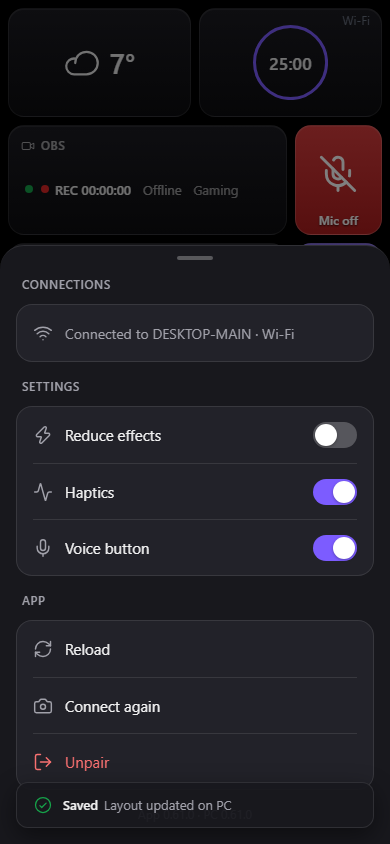 Wi-Fi
7°
25:00
OBS
REC 00:00:00 Offline Gaming
Mic off
CONNECTIONS
Connected to DESKTOP-MAIN · Wi-Fi
SETTINGS
Reduce effects
Haptics
Voice button
APP
Reload
Connect again
Unpair
Saved Layout updated on PC